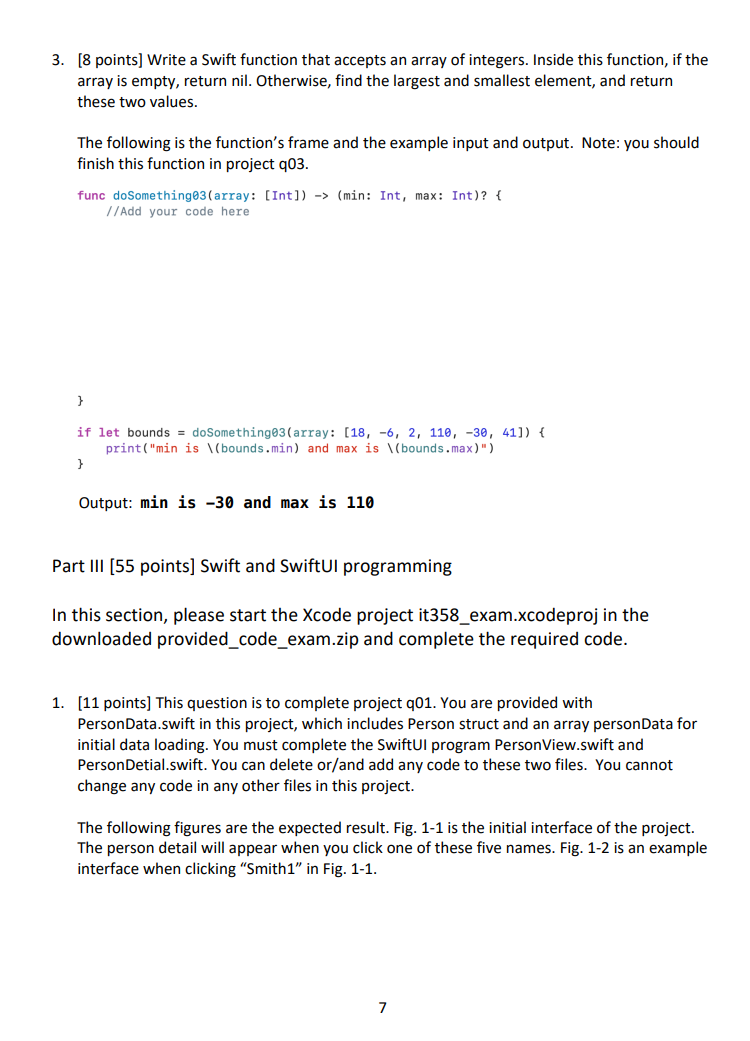 3. [8 points] Write a Swift function that accepts an array of integers. Inside this function, if the
array is empty, return nil. Otherwise, find the largest and smallest element, and return
these two values.
The following is the function’s frame and the example input and output.  Note: you should
finish this function in project q03.
func doSomething03(array: [Int]) -> (min: Int, max: Int)? {
    //Add your code here
}
if let bounds = doSomething03(array: [18, -6, 2, 110, -30, 41]) {
    print("min is \(bounds.min) and max is \(bounds.max)")
}
Output: min is -30 and max is 110
Part III [55 points] Swift and SwiftUI programming
In this section, please start the Xcode project it358_exam.xcodeproj in the
downloaded provided_code_exam.zip and complete the required code.
1. [11 points] This question is to complete project q01. You are provided with
PersonData.swift in this project, which includes Person struct and an array personData for
initial data loading. You must complete the SwiftUI program PersonView.swift and
PersonDetial.swift. You can delete or/and add any code to these two files.  You cannot
change any code in any other files in this project.
The following figures are the expected result. Fig. 1-1 is the initial interface of the project.
The person detail will appear when you click one of these five names. Fig. 1-2 is an example
interface when clicking “Smith1” in Fig. 1-1.
7